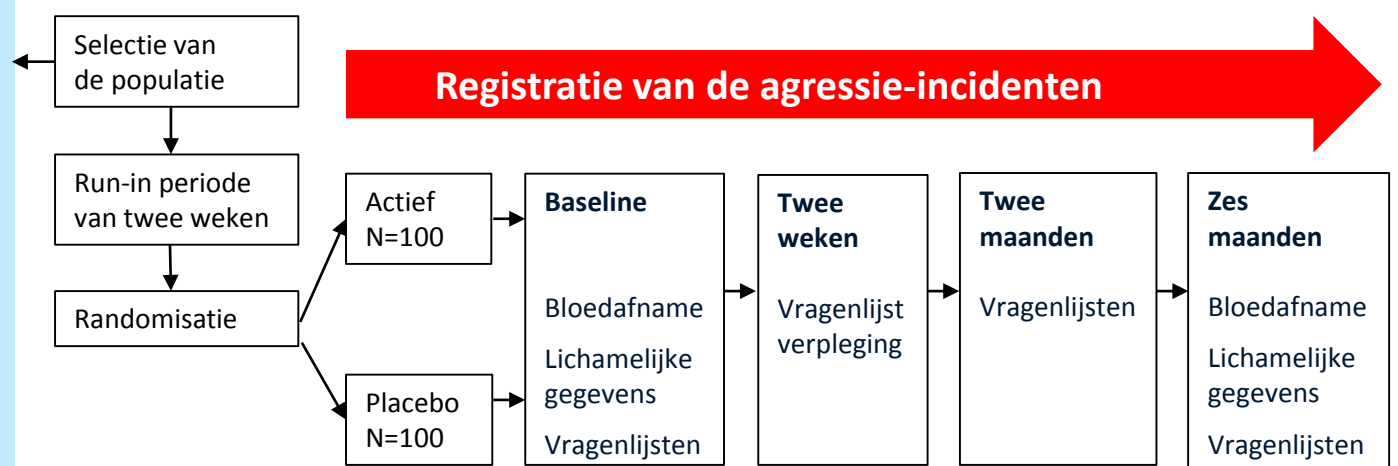 Selectie van
de populatie
Registratie van de agressie-incidenten
Run-in periode
van twee weken
Randomisatie
Actief
N=100
Placebo
N=100
Baseline
Bloedafname
Lichamelijke
gegevens
Vragenlijsten
Twee
weken
Vragenlijst
verpleging
Twee
maanden
Vragenlijsten
Zes
maanden
Bloedafname
Lichamelijke
gegevens
Vragenlijsten